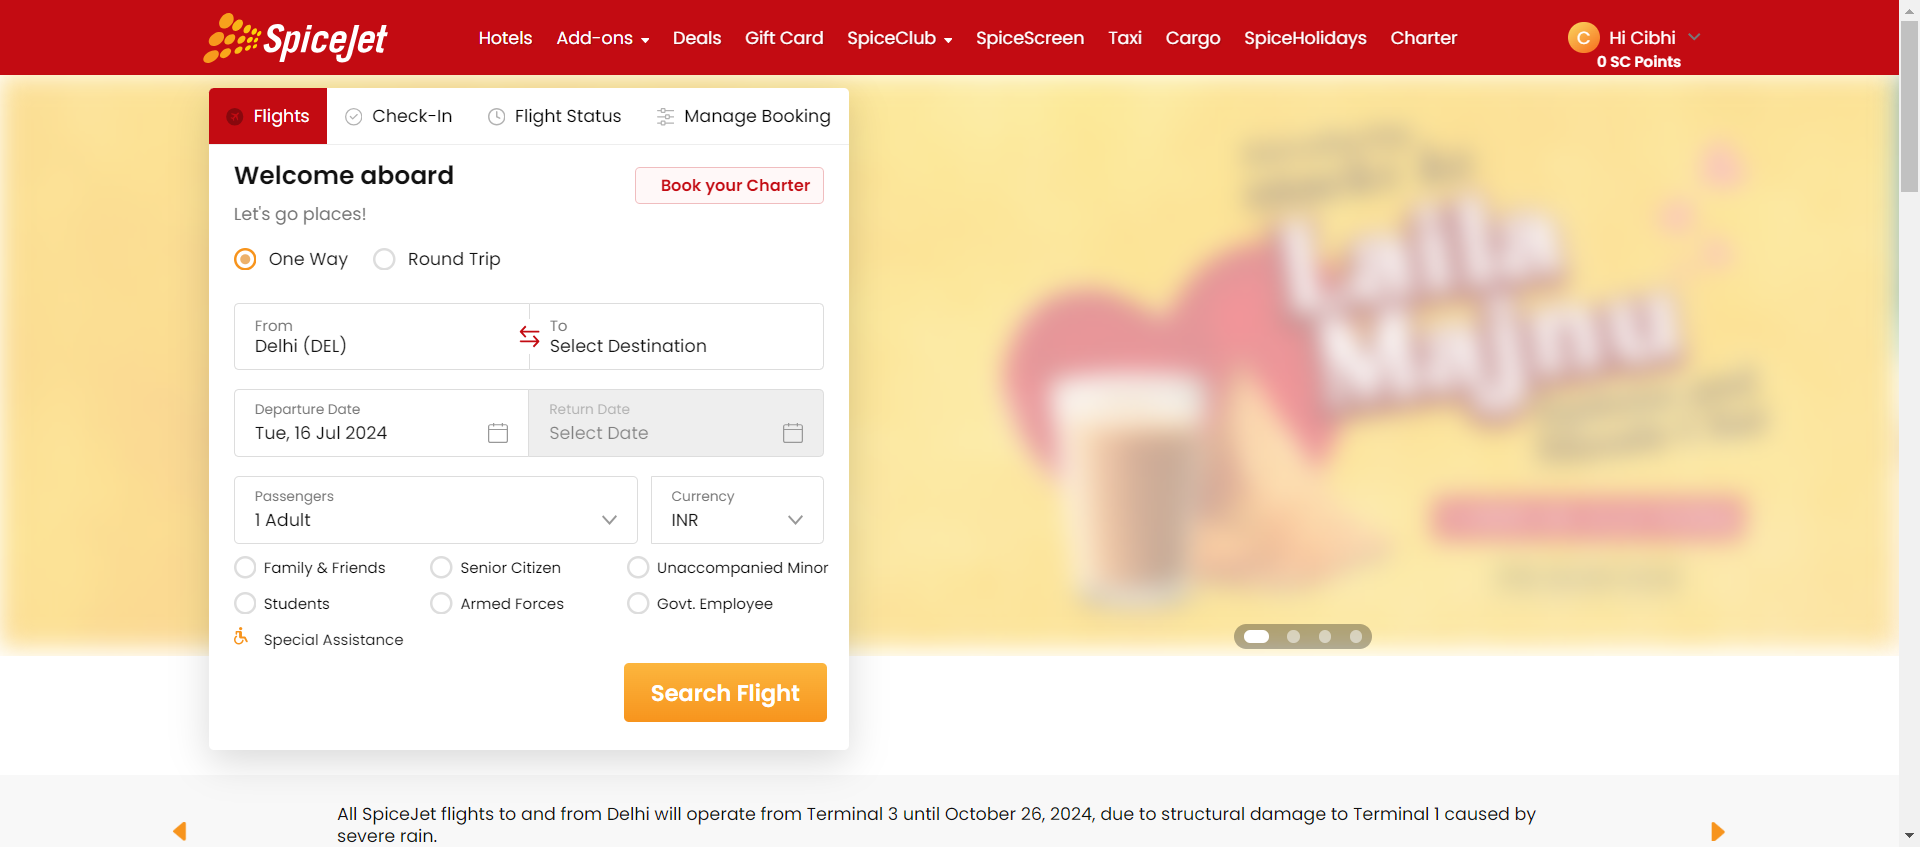 SpiceJet
Hotels Add-ons Deals Gift Card SpiceClub SpiceScreen Taxi Cargo SpiceHolidays Charter
C Hi Cibhi
0 SC Points
Flights Check-In Flight Status Manage Booking
Welcome aboard
Book your Charter
Let's go places!
One Way Round Trip
From To
Delhi (DEL) Select Destination
Departure Date Return Date
Tue, 16 Jul 2024 Select Date
Passengers Currency
1 Adult INR
Family & Friends Senior Citizen Unaccompanied Minor
Students Armed Forces Govt. Employee
Special Assistance
Search Flight
Laila
Majnu
All SpiceJet flights to and from Delhi will operate from Terminal 3 until October 26, 2024, due to structural damage to Terminal 1 caused by
severe rain.